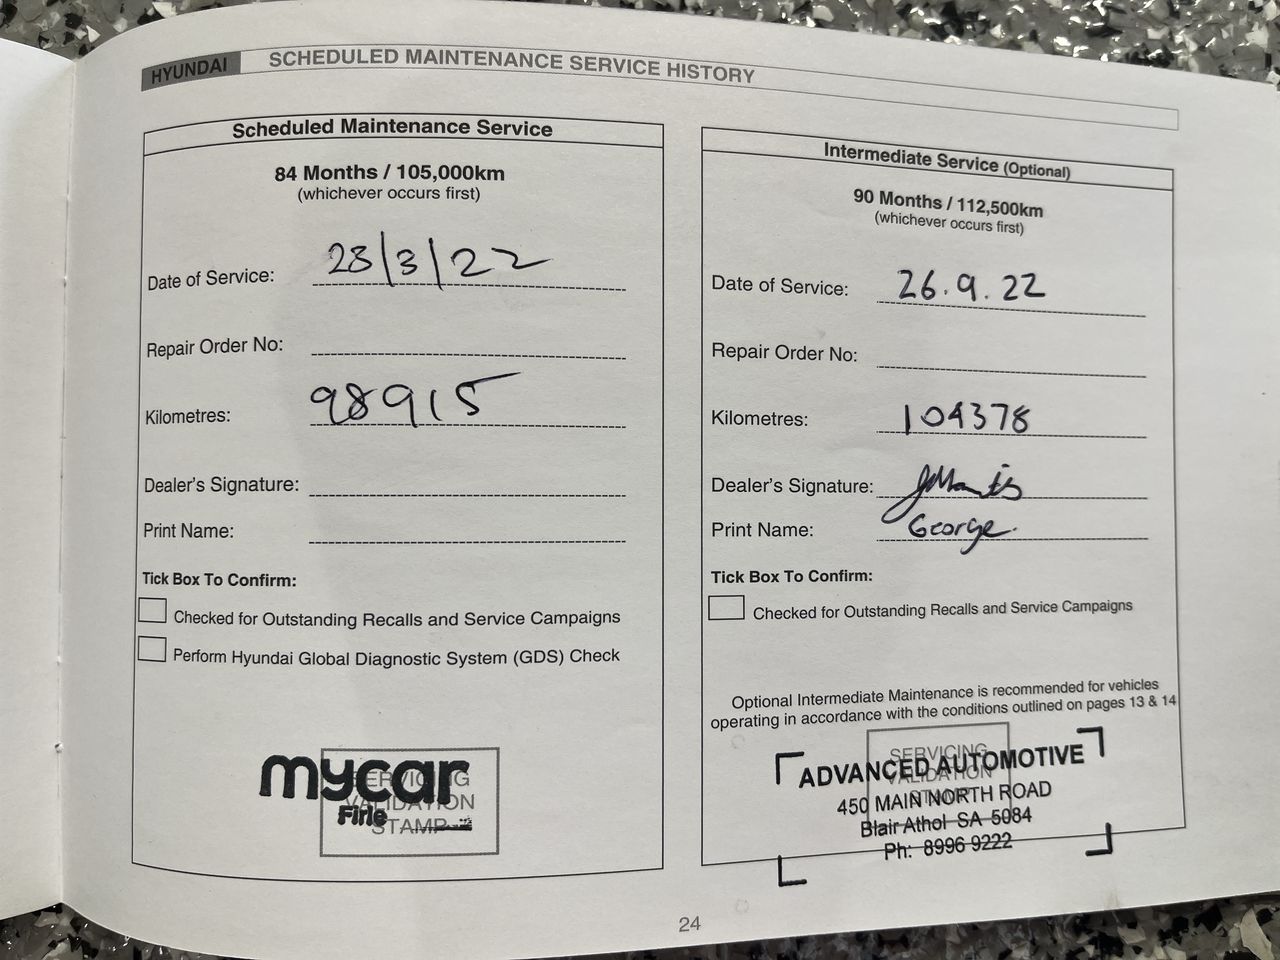 HYUNDAI
SCHEDULED MAINTENANCE SERVICE HISTORY
Scheduled Maintenance Service
84 Months / 105,000km
(whichever occurs first)
Date of Service: 28/3/22
Repair Order No:
Kilometres: 98915
Dealer's Signature:
Print Name:
Tick Box To Confirm:
Checked for Outstanding Recalls and Service Campaigns
Perform Hyundai Global Diagnostic System (GDS) Check
SERVICING
VALIDATION
STAMP
mycar
Firle
Intermediate Service (Optional)
90 Months / 112,500km
(whichever occurs first)
Date of Service: 26.9.22
Repair Order No:
Kilometres: 104378
Dealer's Signature:
Print Name: George.
Tick Box To Confirm:
Checked for Outstanding Recalls and Service Campaigns
Optional Intermediate Maintenance is recommended for vehicles
operating in accordance with the conditions outlined on pages 13 & 14
SERVICING
VALIDATION
STAMP
ADVANCED AUTOMOTIVE
450 MAIN NORTH ROAD
Blair Athol SA 5084
Ph: 8996 9222
24